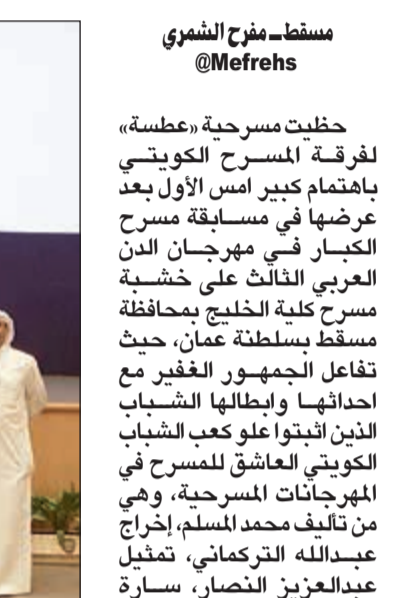 مسقط ـ مفرح الشمري
@Mefrehs
حظيت مسرحية «عطسة»
لفرقة المسرح الكويتي
باهتمام كبير امس الأول بعد
عرضها في مسابقة مسرح
الكبار في مهرجان الدن
العربي الثالث على خشبة
مسرح كلية الخليج بمحافظة
مسقط بسلطنة عمان، حيث
تفاعل الجمهور الغفير مع
احداثها وابطالها الشباب
الذين اثبتوا علو كعب الشباب
الكويتي العاشق للمسرح في
المهرجانات المسرحية، وهي
من تأليف محمد المسلم، إخراج
عبدالله التركماني، تمثيل
عبدالعزيز النصار، سارة